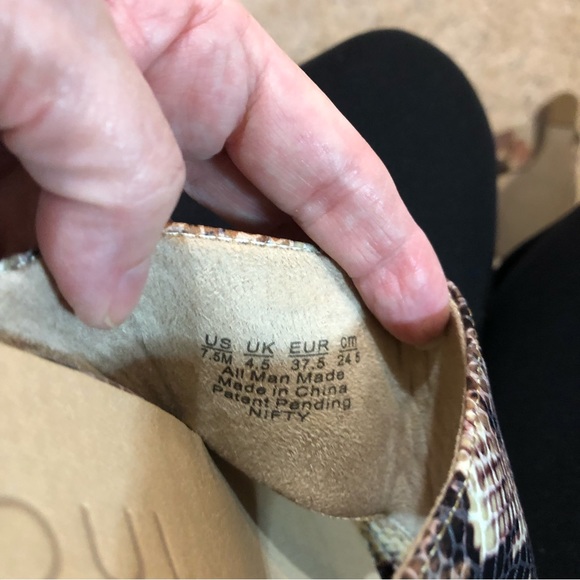 US UK EUR cm
7.5M 4.5 37.5 24.5
All Man Made
Made in China
Patent Pending
NIFTY